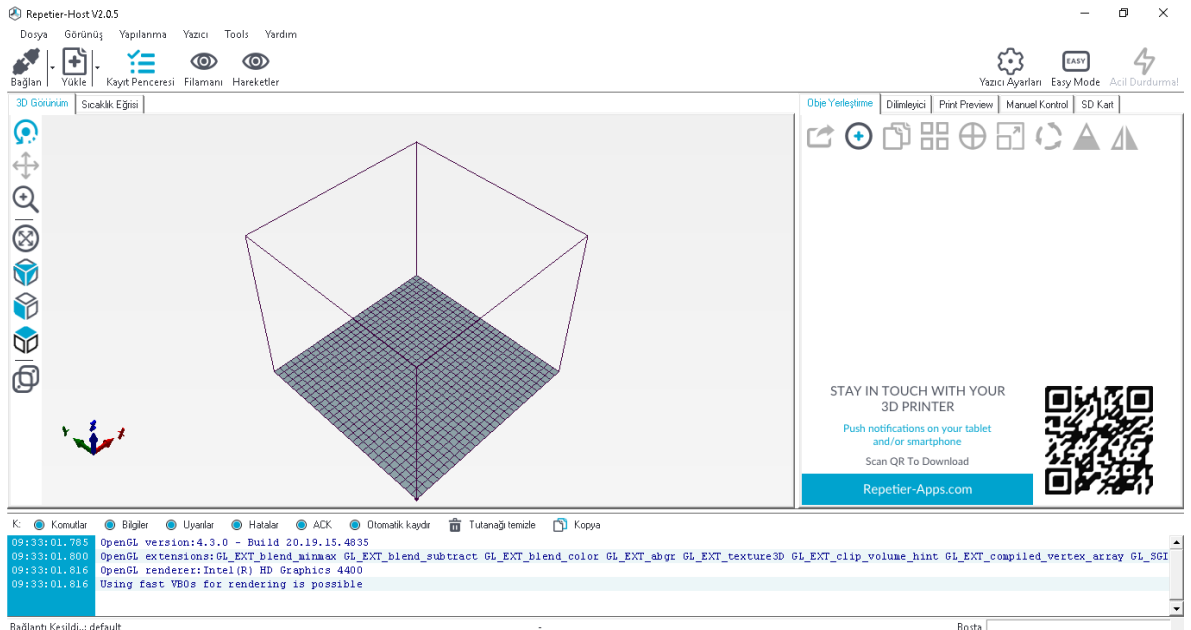 Repetier-Host V2.0.5
Dosya Görünüş Yapılanma Yazıcı Tools Yardım
Bağlan Yükle Kayıt Penceresi Filamanı Hareketler Yazıcı Ayarları EASY Easy Mode Acil Durdurma!
3D Görünüm Sıcaklık Eğrisi Obje Yerleştirme Dilimleyici Print Preview Manuel Kontrol SD Kart
STAY IN TOUCH WITH YOUR
3D PRINTER
Push notifications on your tablet
and/or smartphone
Scan QR To Download
Repetier-Apps.com
Y Z X
K: Komutlar Bilgiler Uyarılar Hatalar ACK Otomatik kaydır Tutanağı temizle Kopya
09:33:01.785 OpenGL version:4.3.0 - Build 20.19.15.4835
09:33:01.800 OpenGL extensions:GL_EXT_blend_minmax GL_EXT_blend_subtract GL_EXT_blend_color GL_EXT_abgr GL_EXT_texture3D GL_EXT_clip_volume_hint GL_EXT_compiled_vertex_array GL_SGI
09:33:01.816 OpenGL renderer:Intel(R) HD Graphics 4400
09:33:01.816 Using fast VBOs for rendering is possible
Bağlantı Kesildi..: default - Boşta